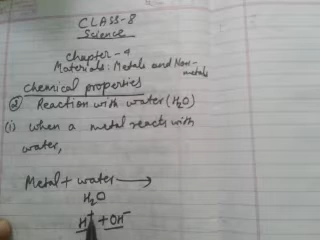 CLASS-8
Science
Chapter - 4
Materials: Metals and Non-
metals
Chemical properties
② Reaction with water (H₂O)
(i) when a metal reacts with
water,
Metal + water ⟶
H₂O
H⁺ + OH⁻